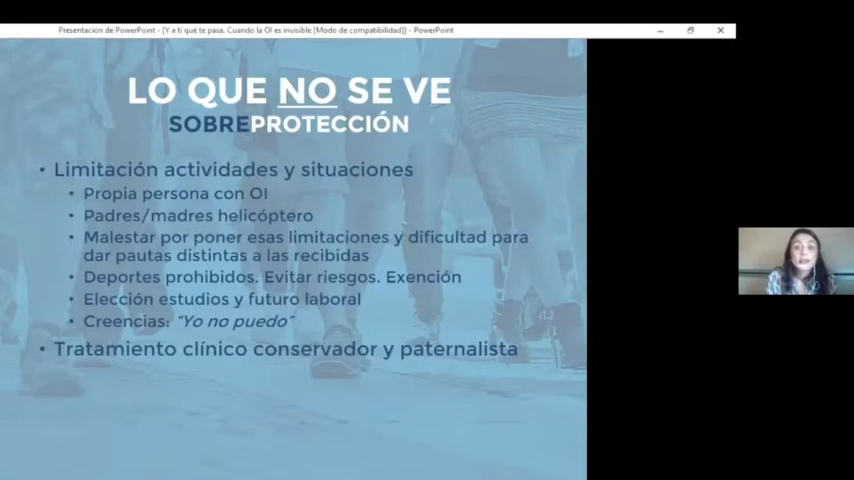 Presentación de PowerPoint - [Y a ti qué te pasa. Cuando la OI es invisible [Modo de compatibilidad]] - PowerPoint
LO QUE NO SE VE
SOBREPROTECCIÓN
• Limitación actividades y situaciones
• Propia persona con OI
• Padres/madres helicóptero
• Malestar por poner esas limitaciones y dificultad para
dar pautas distintas a las recibidas
• Deportes prohibidos. Evitar riesgos. Exención
• Elección estudios y futuro laboral
• Creencias: "Yo no puedo"
• Tratamiento clínico conservador y paternalista